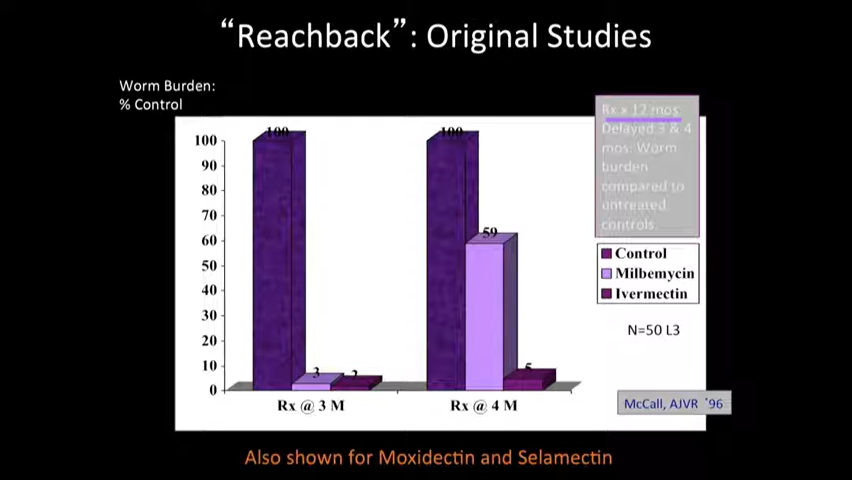 “Reachback”: Original Studies
Worm Burden:
% Control
Rx x 12 mos
Delayed 3 & 4
mos: Worm
burden
compared to
untreated
controls.
100
90
80
70
60
50
40
30
20
10
0
100
3
2
100
59
5
Rx @ 3 M
Rx @ 4 M
Control
Milbemycin
Ivermectin
N=50 L3
McCall, AJVR ‘96
Also shown for Moxidectin and Selamectin